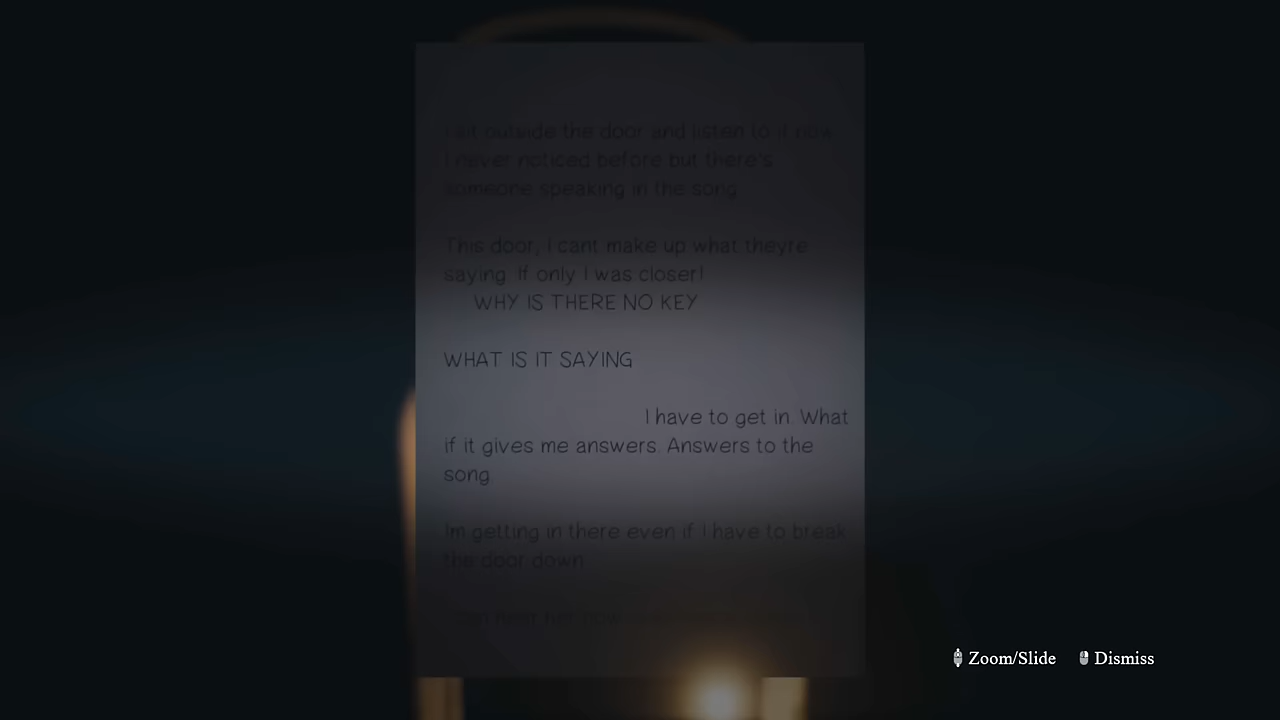 I sit outside the door and listen to it now
I never noticed before but there's
someone speaking in the song
This door, I cant make up what theyre
saying. If only I was closer!
WHY IS THERE NO KEY
WHAT IS IT SAYING
I have to get in. What
if it gives me answers. Answers to the
song
Im getting in there even if I have to break
the door down
Zoom/Slide
Dismiss